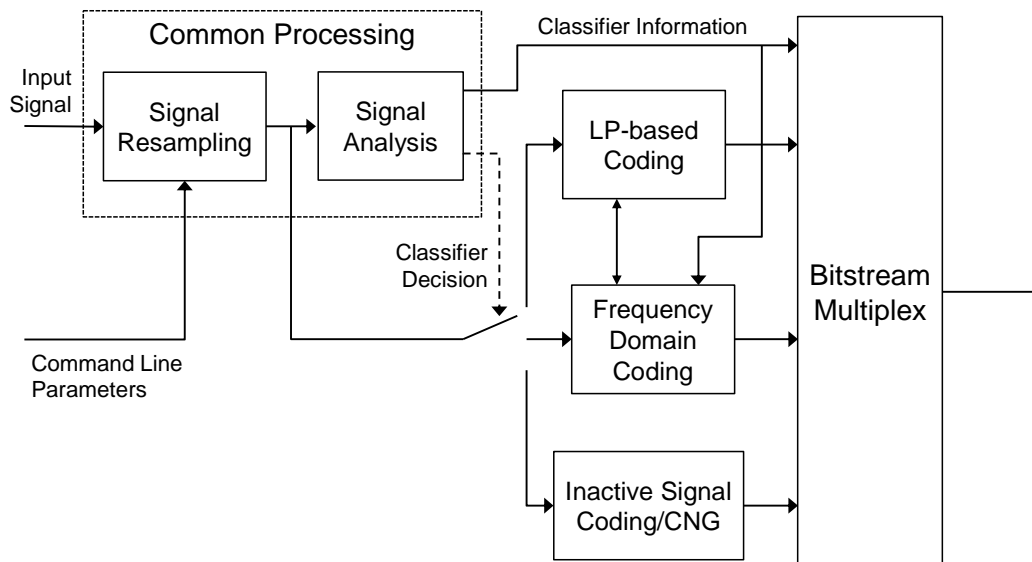 Common Processing
Classifier Information
Input
Signal
Signal
Resampling
Signal
Analysis
LP-based
Coding
Classifier
Decision
Bitstream
Multiplex
Frequency
Domain
Coding
Command Line
Parameters
Inactive Signal
Coding/CNG